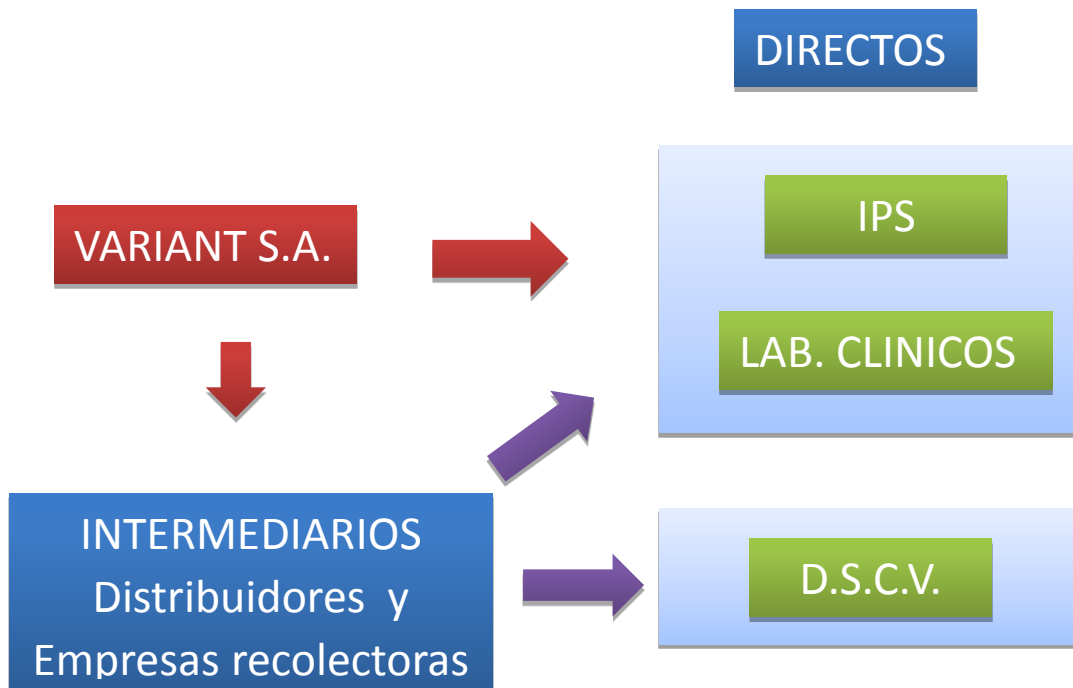 DIRECTOS
VARIANT S.A.
IPS
LAB. CLINICOS
INTERMEDIARIOS
Distribuidores y
Empresas recolectoras
D.S.C.V.